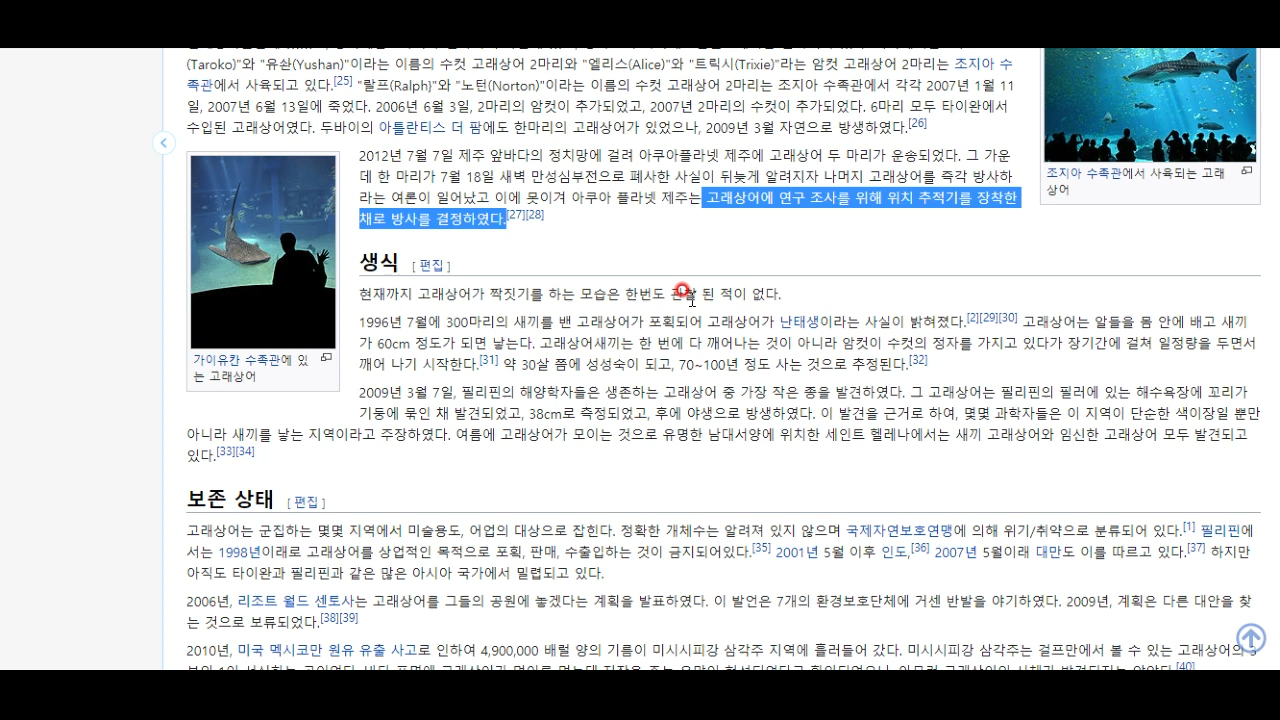 (Taroko)"와 "유솬(Yushan)"이라는 이름의 수컷 고래상어 2마리와 "엘리스(Alice)"와 "트릭시(Trixie)"라는 암컷 고래상어 2마리는 조지아 수
족관에서 사육되고 있다.[25] "랄프(Ralph)"와 "노턴(Norton)"이라는 이름의 수컷 고래상어 2마리는 조지아 수족관에서 각각 2007년 1월 11
일, 2007년 6월 13일에 죽었다. 2006년 6월 3일, 2마리의 암컷이 추가되었고, 2007년 2마리의 수컷이 추가되었다. 6마리 모두 타이완에서
수입된 고래상어였다. 두바이의 아틀란티스 더 팜에도 한마리의 고래상어가 있었으나, 2009년 3월 자연으로 방생하였다.[26]
2012년 7월 7일 제주 앞바다의 정치망에 걸려 아쿠아플라넷 제주에 고래상어 두 마리가 운송되었다. 그 가운
데 한 마리가 7월 18일 새벽 만성심부전으로 폐사한 사실이 뒤늦게 알려지자 나머지 고래상어를 즉각 방사하
라는 여론이 일어났고 이에 못이겨 아쿠아 플라넷 제주는 고래상어에 연구 조사를 위해 위치 추적기를 장착한
채로 방사를 결정하였다.[27][28]
조지아 수족관에서 사육되는 고래
상어
가이유칸 수족관에 있
는 고래상어
생식 [ 편집 ]
현재까지 고래상어가 짝짓기를 하는 모습은 한번도 관찰 된 적이 없다.
1996년 7월에 300마리의 새끼를 밴 고래상어가 포획되어 고래상어가 난태생이라는 사실이 밝혀졌다.[2][29][30] 고래상어는 알들을 몸 안에 배고 새끼
가 60cm 정도가 되면 낳는다. 고래상어새끼는 한 번에 다 깨어나는 것이 아니라 암컷이 수컷의 정자를 가지고 있다가 장기간에 걸쳐 일정량을 두면서
깨어 나기 시작한다.[31] 약 30살 쯤에 성성숙이 되고, 70~100년 정도 사는 것으로 추정된다.[32]
2009년 3월 7일, 필리핀의 해양학자들은 생존하는 고래상어 중 가장 작은 종을 발견하였다. 그 고래상어는 필리핀의 필러에 있는 해수욕장에 꼬리가
기둥에 묶인 채 발견되었고, 38cm로 측정되었고, 후에 야생으로 방생하였다. 이 발견을 근거로 하여, 몇몇 과학자들은 이 지역이 단순한 색이장일 뿐만
아니라 새끼를 낳는 지역이라고 주장하였다. 여름에 고래상어가 모이는 것으로 유명한 남대서양에 위치한 세인트 헬레나에서는 새끼 고래상어와 임신한 고래상어 모두 발견되고
있다.[33][34]
보존 상태 [ 편집 ]
고래상어는 군집하는 몇몇 지역에서 미술용도, 어업의 대상으로 잡힌다. 정확한 개체수는 알려져 있지 않으며 국제자연보호연맹에 의해 위기/취약으로 분류되어 있다.[1] 필리핀에
서는 1998년이래로 고래상어를 상업적인 목적으로 포획, 판매, 수출입하는 것이 금지되어있다.[35] 2001년 5월 이후 인도,[36] 2007년 5월이래 대만도 이를 따르고 있다.[37] 하지만
아직도 타이완과 필리핀과 같은 많은 아시아 국가에서 밀렵되고 있다.
2006년, 리조트 월드 센토사는 고래상어를 그들의 공원에 놓겠다는 계획을 발표하였다. 이 발언은 7개의 환경보호단체에 거센 반발을 야기하였다. 2009년, 계획은 다른 대안을 찾
는 것으로 보류되었다.[38][39]
2010년, 미국 멕시코만 원유 유출 사고로 인하여 4,900,000 배럴 양의 기름이 미시시피강 삼각주 지역에 흘러들어 갔다. 미시시피강 삼각주는 걸프만에서 볼 수 있는 고래상어의
[40]